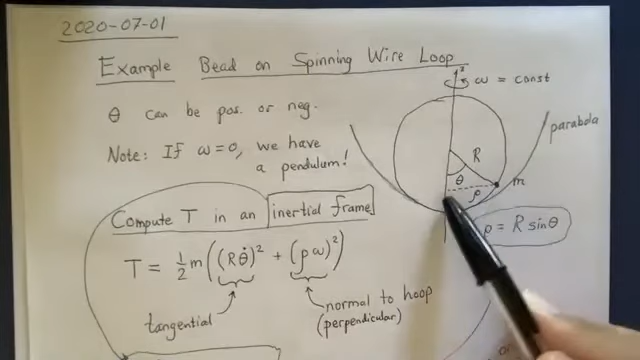 2020-07-01
Example Bead on Spinning Wire Loop
z
ω = const
θ can be pos. or neg.
Note: If ω=0, we have
a pendulum!
parabola
R
θ
ρ
m
Compute T in an inertial frame
ρ = R sinθ
T = 1/2 m((Rθ̇)² + (ρω)²)
tangential
normal to hoop
(perpendicular)